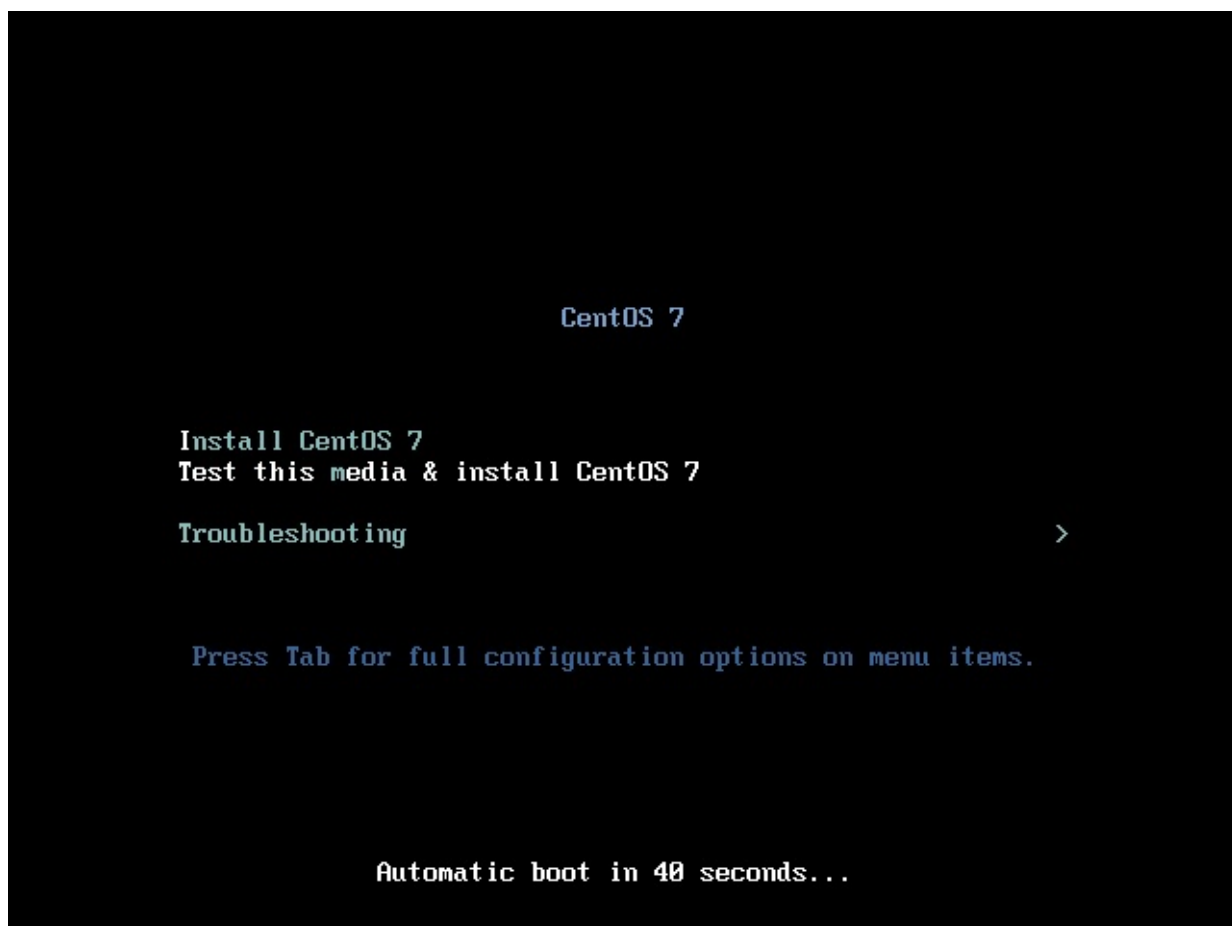 CentOS 7
Install CentOS 7
Test this media & install CentOS 7
Troubleshooting >
Press Tab for full configuration options on menu items.
Automatic boot in 40 seconds...